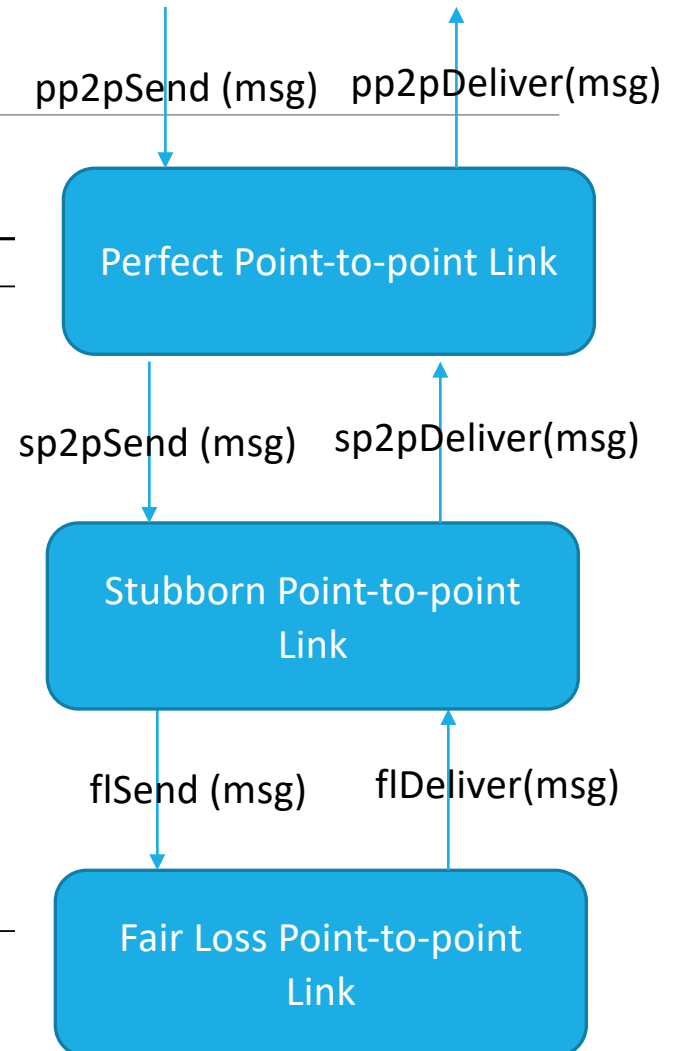 pp2pSend (msg)
pp2pDeliver(msg)
Perfect Point-to-point Link
sp2pSend (msg)
sp2pDeliver(msg)
Stubborn Point-to-point
Link
flSend (msg)
flDeliver(msg)
Fair Loss Point-to-point
Link